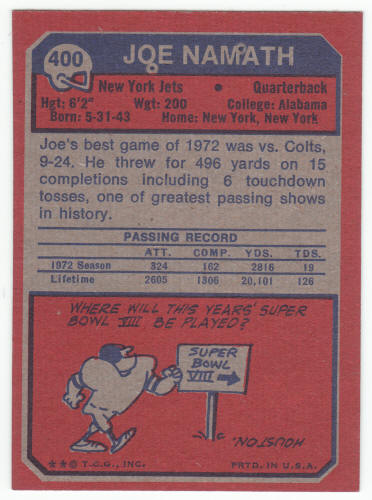 400
JOE NAMATH
New York Jets • Quarterback
Hgt: 6'2" Wgt: 200 College: Alabama
Born: 5-31-43 Home: New York, New York
Joe's best game of 1972 was vs. Colts,
9-24. He threw for 496 yards on 15
completions including 6 touchdown
tosses, one of greatest passing shows
in history.
PASSING RECORD
ATT. COMP. YDS. TDS.
1972 Season 324 162 2816 19
Lifetime 2605 1306 20,101 126
WHERE WILL THIS YEARS' SUPER
BOWL VIII BE PLAYED?
SUPER
BOWL
VIII
HOUSTON.
★★© T.C.G., INC. PRTD. IN U.S.A.